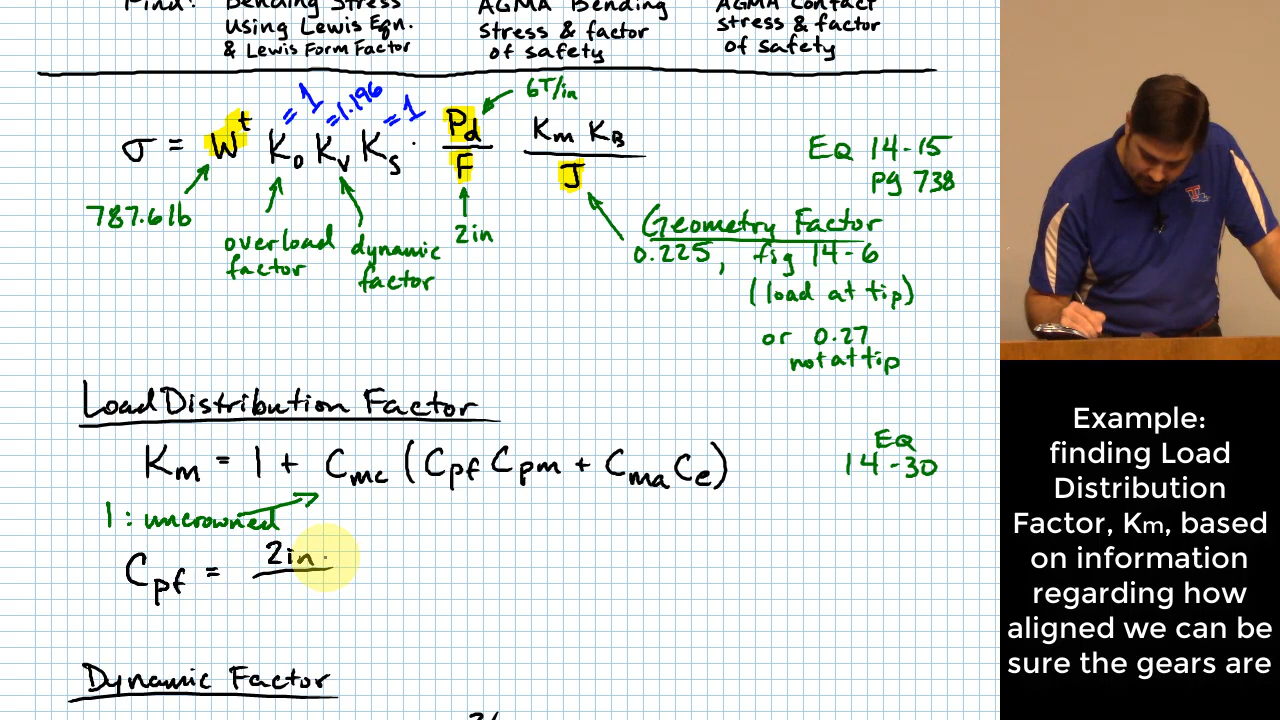 Find: Bending Stress using Lewis Eqn. & Lewis Form Factor
AGMA Bending stress & factor of safety
AGMA Contact stress & factor of safety
=1 =1.196 =1 6T/in
σ = Wᵗ K₀ Kᵥ Kₛ · P_d/F K_m K_B/J
EQ 14-15
pg 738
787.6 lb
overload factor
dynamic factor
2in
Geometry Factor
0.225, fig 14-6
(load at tip)
or 0.27
not at tip
Load Distribution Factor
K_m = 1 + C_mc (C_pf C_pm + C_ma C_e)
EQ
14-30
1: uncrowned
C_pf = 2in.
Dynamic Factor
Example:
finding Load
Distribution
Factor, Km, based
on information
regarding how
aligned we can be
sure the gears are